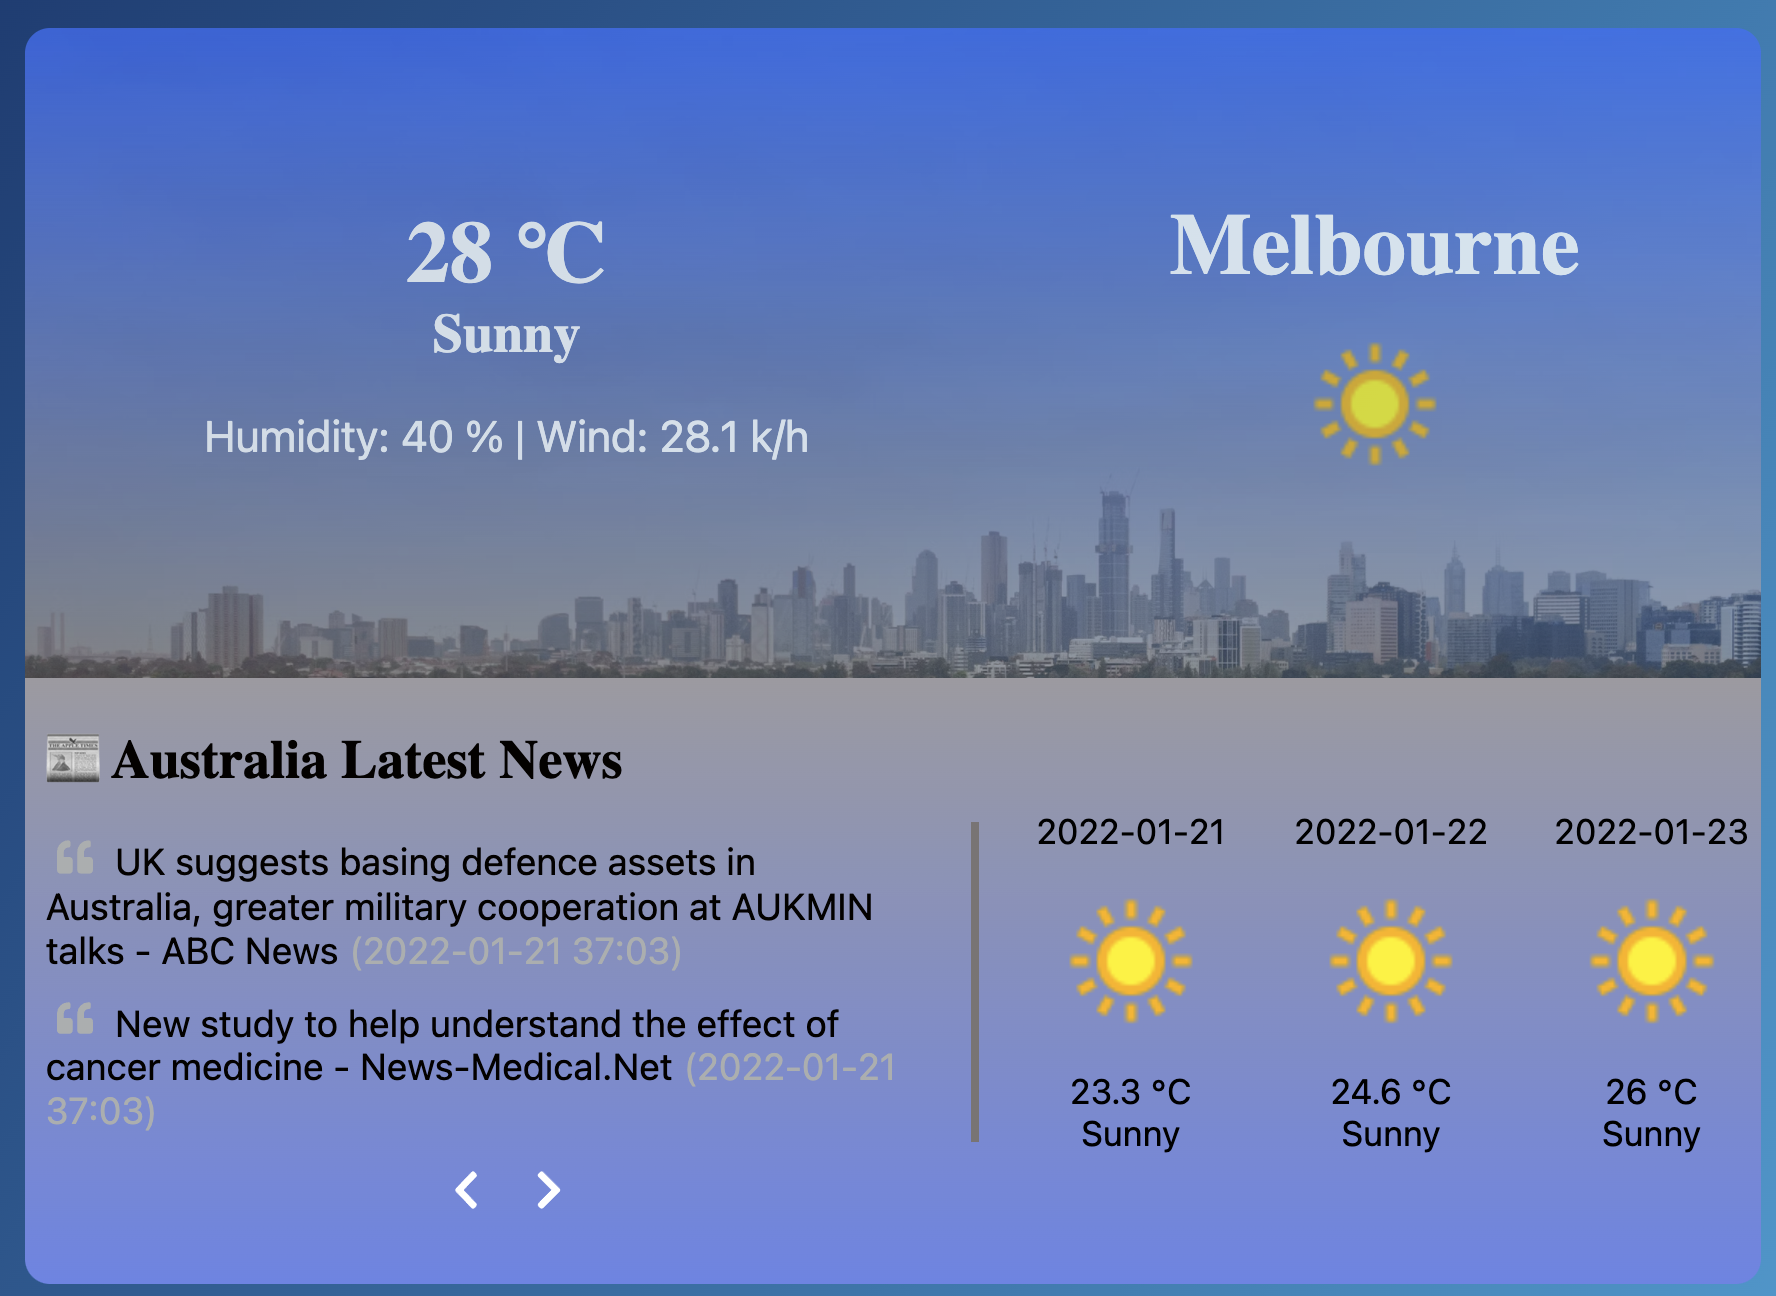 28 °C
Sunny
Humidity: 40 % | Wind: 28.1 k/h
Melbourne
Australia Latest News
UK suggests basing defence assets in
Australia, greater military cooperation at AUKMIN
talks - ABC News (2022-01-21 37:03)
New study to help understand the effect of
cancer medicine - News-Medical.Net (2022-01-21
37:03)
2022-01-21
23.3 °C
Sunny
2022-01-22
24.6 °C
Sunny
2022-01-23
26 °C
Sunny